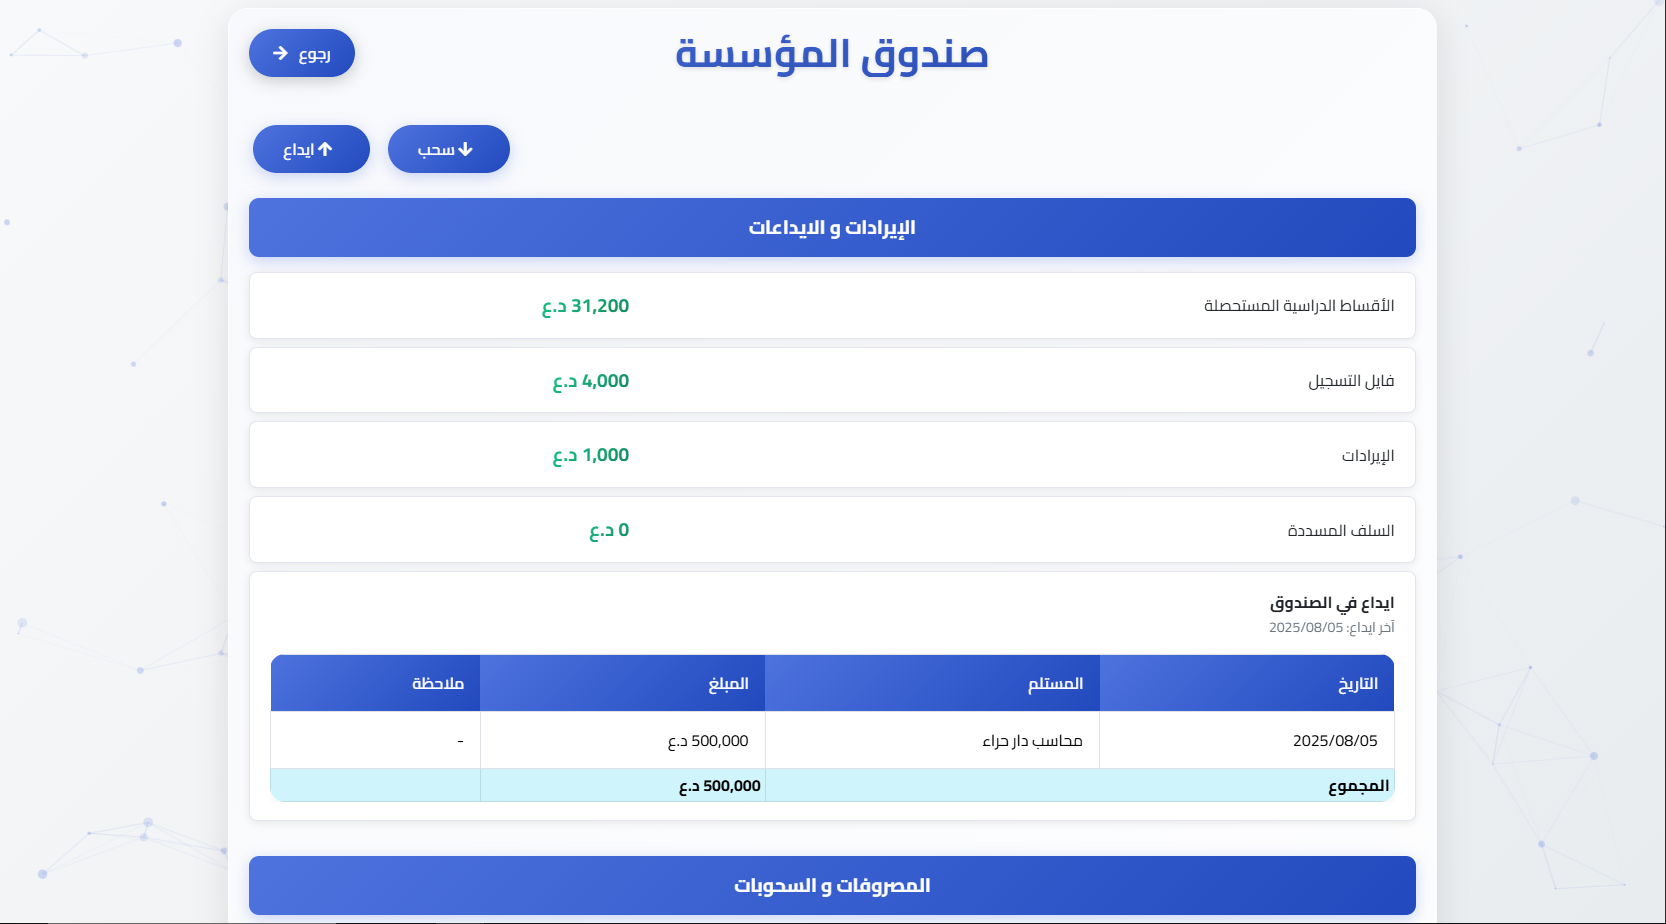 صندوق المؤسسة
رجوع
سحب
ايداع
الإيرادات و الايداعات
الأقساط الدراسية المستحصلة
31,200 د.ع
فايل التسجيل
4,000 د.ع
الإيرادات
1,000 د.ع
السلف المسددة
0 د.ع
ايداع في الصندوق
آخر ايداع: 2025/08/05
التاريخ المستلم المبلغ ملاحظة
2025/08/05 محاسب دار حراء 500,000 د.ع -
المجموع 500,000 د.ع
المصروفات و السحوبات